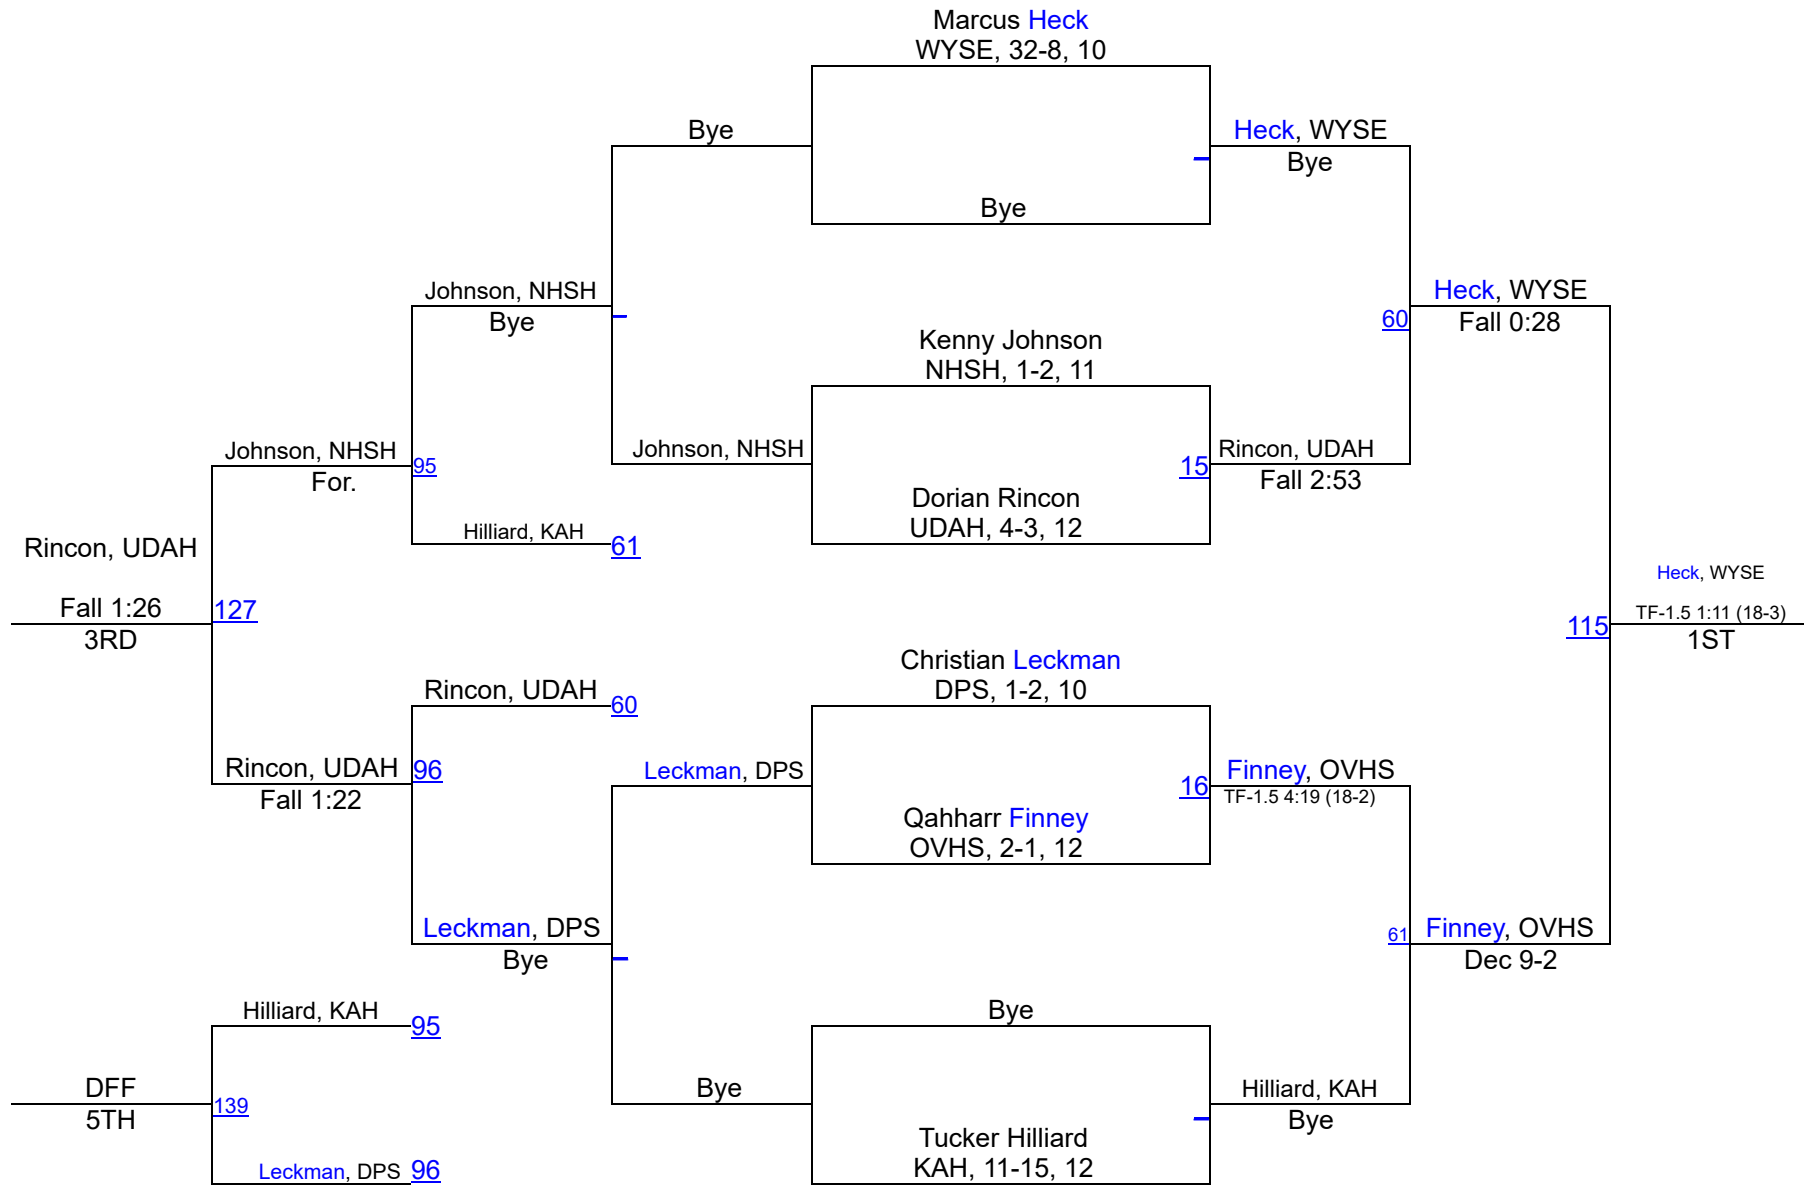 Marcus Heck
WYSE, 32-8, 10
Bye
Heck, WYSE
Bye
Bye
Johnson, NHSH
Bye
Heck, WYSE
60
Fall 0:28
Kenny Johnson
NHSH, 1-2, 11
Johnson, NHSH
For.
95
Johnson, NHSH
15
Rincon, UDAH
Fall 2:53
Dorian Rincon
UDAH, 4-3, 12
Hilliard, KAH
61
Rincon, UDAH
Fall 1:26
3RD
127
Heck, WYSE
TF-1.5 1:11 (18-3)
1ST
115
Christian Leckman
DPS, 1-2, 10
Rincon, UDAH
60
Rincon, UDAH
Fall 1:22
96
Leckman, DPS
16
Finney, OVHS
TF-1.5 4:19 (18-2)
Qahharr Finney
OVHS, 2-1, 12
Leckman, DPS
Bye
61
Finney, OVHS
Dec 9-2
Hilliard, KAH
95
Bye
DFF
5TH
139
Bye
Hilliard, KAH
Bye
Tucker Hilliard
KAH, 11-15, 12
Leckman, DPS
96